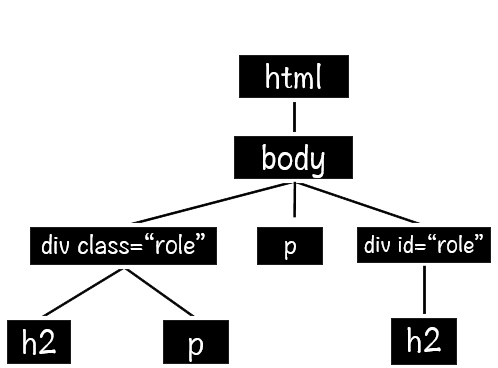 html
body
div class=“role”
p
div id=“role”
h2
p
h2